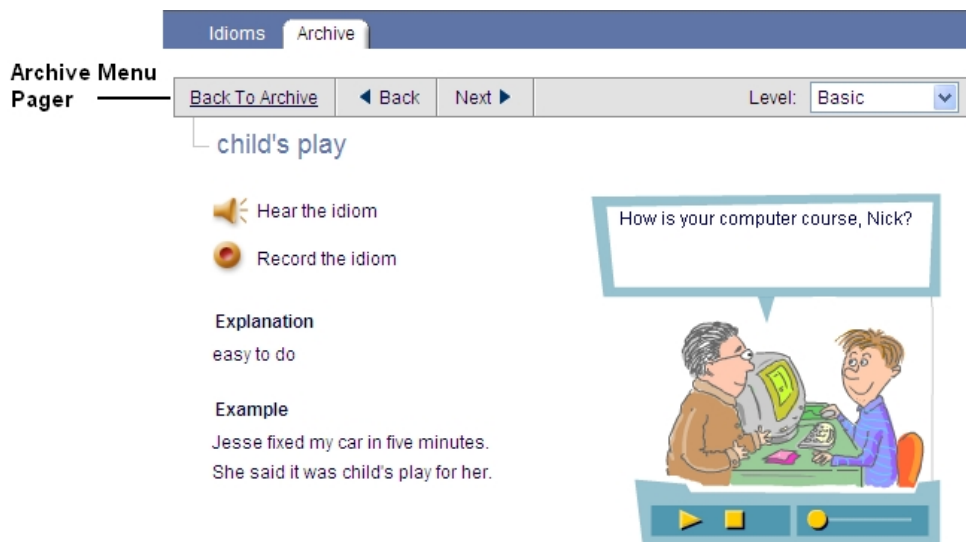 Idioms Archive
Archive Menu
Pager
Back To Archive Back Next Level: Basic
child's play
Hear the idiom
Record the idiom
How is your computer course, Nick?
Explanation
easy to do
Example
Jesse fixed my car in five minutes.
She said it was child's play for her.